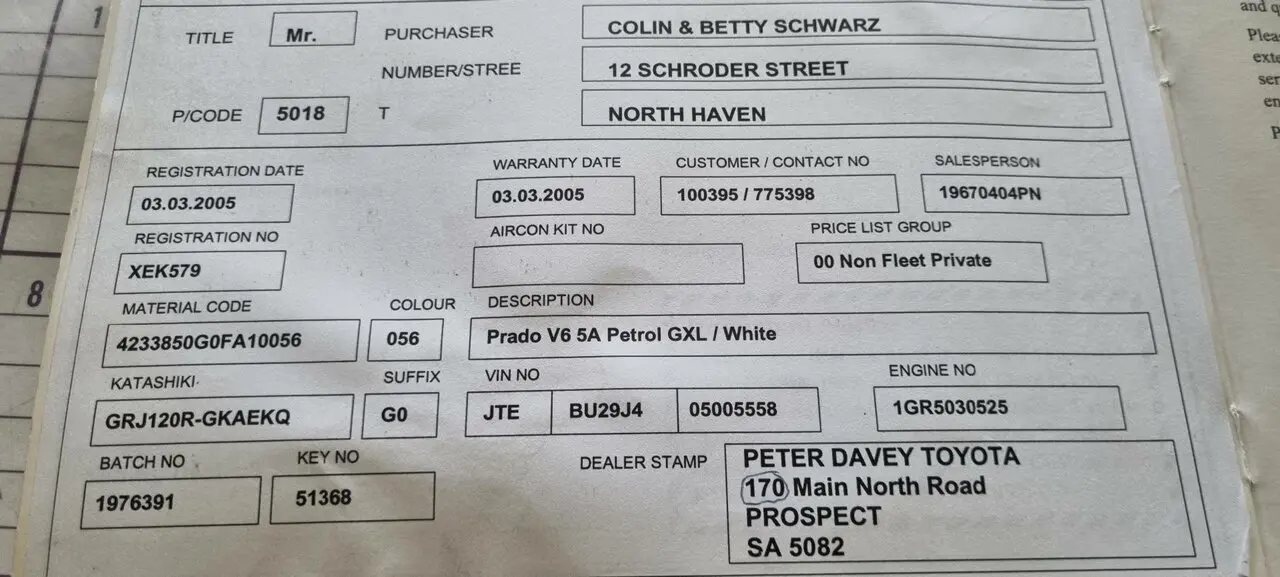 1
TITLE Mr. PURCHASER COLIN & BETTY SCHWARZ
NUMBER/STREE 12 SCHRODER STREET
P/CODE 5018 T NORTH HAVEN
REGISTRATION DATE WARRANTY DATE CUSTOMER / CONTACT NO SALESPERSON
03.03.2005 03.03.2005 100395 / 775398 19670404PN
REGISTRATION NO AIRCON KIT NO PRICE LIST GROUP
XEK579 00 Non Fleet Private
8
MATERIAL CODE COLOUR DESCRIPTION
4233850G0FA10056 056 Prado V6 5A Petrol GXL / White
KATASHIKI SUFFIX VIN NO ENGINE NO
GRJ120R-GKAEKQ G0 JTE BU29J4 05005558 1GR5030525
BATCH NO KEY NO DEALER STAMP
1976391 51368
PETER DAVEY TOYOTA
170 Main North Road
PROSPECT
SA 5082
and q
Plea
exte
ser
en
P